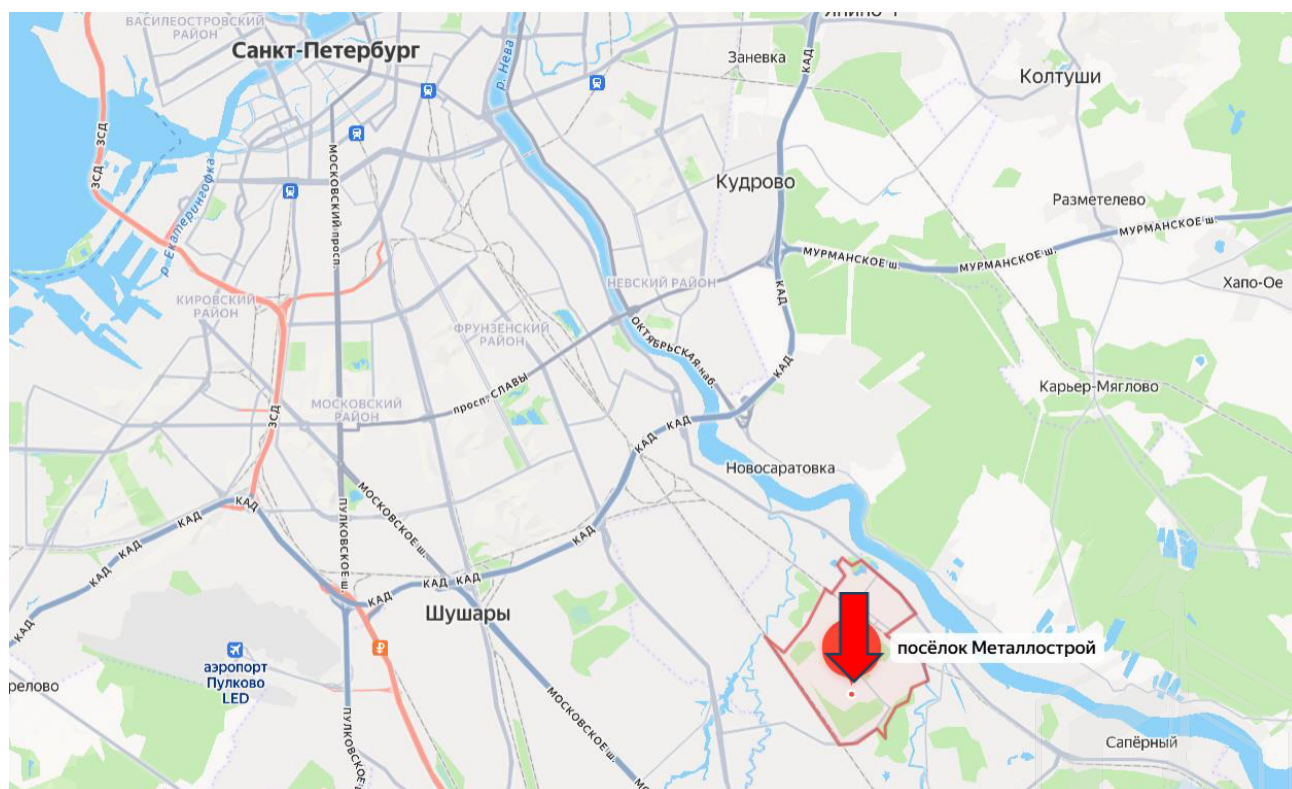 ВАСИЛЕОСТРОВСКИЙ
РАЙОН
Санкт-Петербург
р. Нева
Заневка
КАД
Колтуши
ЗСД
ЗСД
р. Екатерингофка
МОСКОВСКИЙ просп.
Кудрово
Разметелево
МУРМАНСКОЕ ш.
МУРМАНСКОЕ ш.
МУРМАНСКОЕ ш.
Хапо-Ое
НЕВСКИЙ РАЙОН
КАД
КИРОВСКИЙ
РАЙОН
ФРУНЗЕНСКИЙ
РАЙОН
ОКТЯБРЬСКАЯ наб.
КАД
Карьер-Мяглово
просп. СЛАВЫ
МОСКОВСКИЙ
РАЙОН
ЗСД
КАД
КАД
Новосаратовка
МОСКОВСКОЕ ш.
ПУЛКОВСКОЕ ш.
КАД
КАД
КАД
КАД
КАД
КАД
КАД
КАД
КАД
Шушары
КАД
аэропорт
Пулково
LED
₽
посёлок Металлострой
релово
ПУЛКОВСКОЕ ш.
МОСКОВСКОЕ ш.
Сапёрный